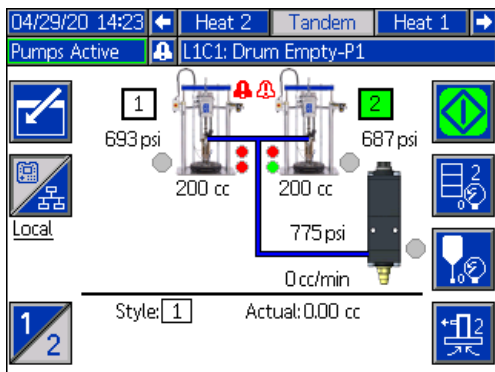 04/29/20 14:23 Heat 2 Tandem Heat 1
Pumps Active L1C1: Drum Empty-P1
1 2
693 psi 687 psi
2
0
200 cc 200 cc
Local
775 psi
0
0 cc/min
Style: 1 Actual: 0.00 cc
1/2
2